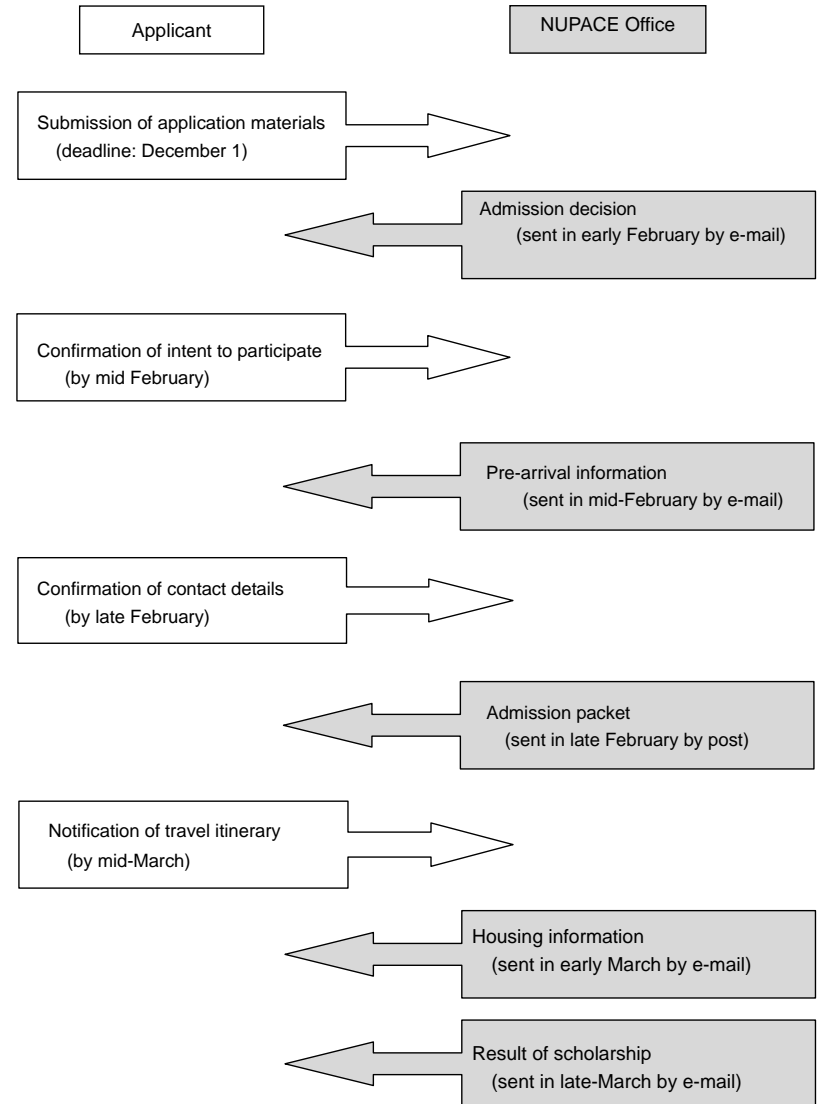 Applicant
NUPACE Office
Submission of application materials
(deadline: December 1)
Admission decision
(sent in early February by e-mail)
Confirmation of intent to participate
(by mid February)
Pre-arrival information
(sent in mid-February by e-mail)
Confirmation of contact details
(by late February)
Admission packet
(sent in late February by post)
Notification of travel itinerary
(by mid-March)
Housing information
(sent in early March by e-mail)
Result of scholarship
(sent in late-March by e-mail)